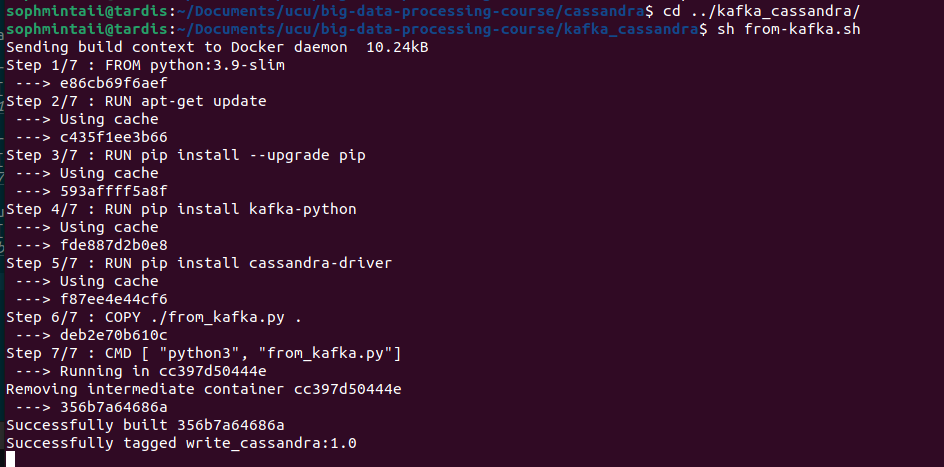 sophmintaii@tardis:~/Documents/ucu/big-data-processing-course/cassandra$ cd ../kafka_cassandra/
sophmintaii@tardis:~/Documents/ucu/big-data-processing-course/kafka_cassandra$ sh from-kafka.sh
Sending build context to Docker daemon  10.24kB
Step 1/7 : FROM python:3.9-slim
 ---> e86cb69f6aef
Step 2/7 : RUN apt-get update
 ---> Using cache
 ---> c435f1ee3b66
Step 3/7 : RUN pip install --upgrade pip
 ---> Using cache
 ---> 593affff5a8f
Step 4/7 : RUN pip install kafka-python
 ---> Using cache
 ---> fde887d2b0e8
Step 5/7 : RUN pip install cassandra-driver
 ---> Using cache
 ---> f87ee4e44cf6
Step 6/7 : COPY ./from_kafka.py .
 ---> deb2e70b610c
Step 7/7 : CMD [ "python3", "from_kafka.py"]
 ---> Running in cc397d50444e
Removing intermediate container cc397d50444e
 ---> 356b7a64686a
Successfully built 356b7a64686a
Successfully tagged write_cassandra:1.0